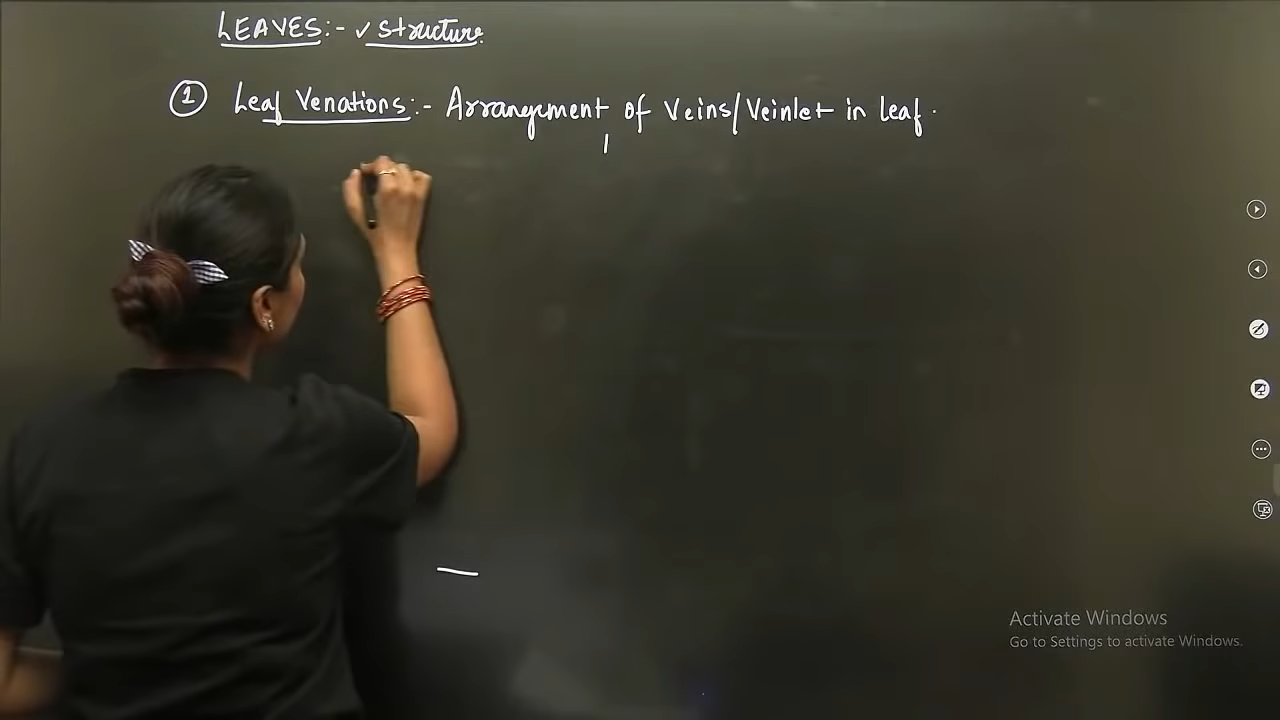 LEAVES:- ✓ Structure.
① Leaf Venations:- Arrangement of Veins/Veinlet in leaf.
Activate Windows
Go to Settings to activate Windows.